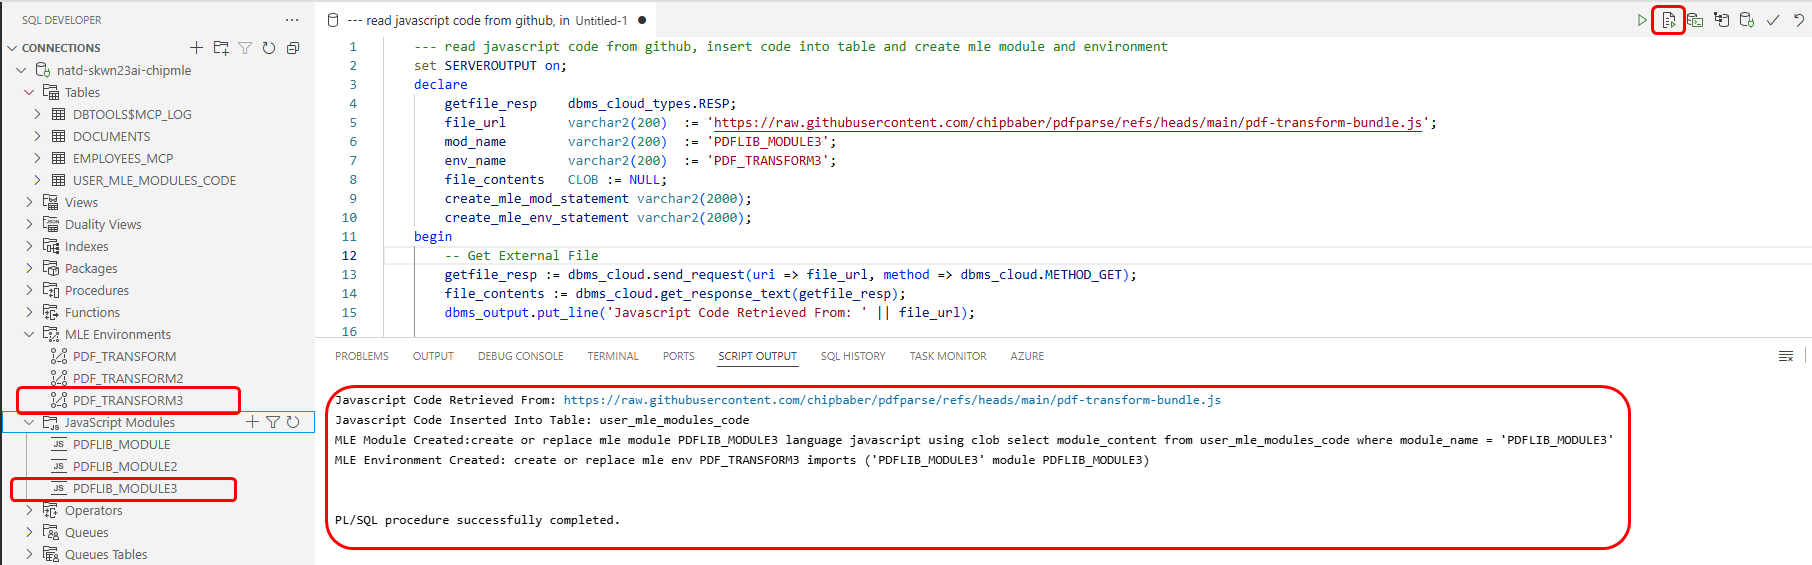 SQL DEVELOPER
CONNECTIONS
natd-skwn23ai-chipmle
Tables
DBTOOLS$MCP_LOG
DOCUMENTS
EMPLOYEES_MCP
USER_MLE_MODULES_CODE
Views
Duality Views
Indexes
Packages
Procedures
Functions
MLE Environments
PDF_TRANSFORM
PDF_TRANSFORM2
PDF_TRANSFORM3
JavaScript Modules
PDFLIB_MODULE
PDFLIB_MODULE2
PDFLIB_MODULE3
Operators
Queues
Queues Tables
--- read javascript code from github, in Untitled-1
1 --- read javascript code from github, insert code into table and create mle module and environment
2 set SERVEROUTPUT on;
3 declare
4 getfile_resp dbms_cloud_types.RESP;
5 file_url varchar2(200) := 'https://raw.githubusercontent.com/chipbaber/pdfparse/refs/heads/main/pdf-transform-bundle.js';
6 mod_name varchar2(200) := 'PDFLIB_MODULE3';
7 env_name varchar2(200) := 'PDF_TRANSFORM3';
8 file_contents CLOB := NULL;
9 create_mle_mod_statement varchar2(2000);
10 create_mle_env_statement varchar2(2000);
11 begin
12 -- Get External File
13 getfile_resp := dbms_cloud.send_request(uri => file_url, method => dbms_cloud.METHOD_GET);
14 file_contents := dbms_cloud.get_response_text(getfile_resp);
15 dbms_output.put_line('Javascript Code Retrieved From: ' || file_url);
16
PROBLEMS OUTPUT DEBUG CONSOLE TERMINAL PORTS SCRIPT OUTPUT SQL HISTORY TASK MONITOR AZURE
Javascript Code Retrieved From: https://raw.githubusercontent.com/chipbaber/pdfparse/refs/heads/main/pdf-transform-bundle.js
Javascript Code Inserted Into Table: user_mle_modules_code
MLE Module Created:create or replace mle module PDFLIB_MODULE3 language javascript using clob select module_content from user_mle_modules_code where module_name = 'PDFLIB_MODULE3'
MLE Environment Created: create or replace mle env PDF_TRANSFORM3 imports ('PDFLIB_MODULE3' module PDFLIB_MODULE3)
PL/SQL procedure successfully completed.